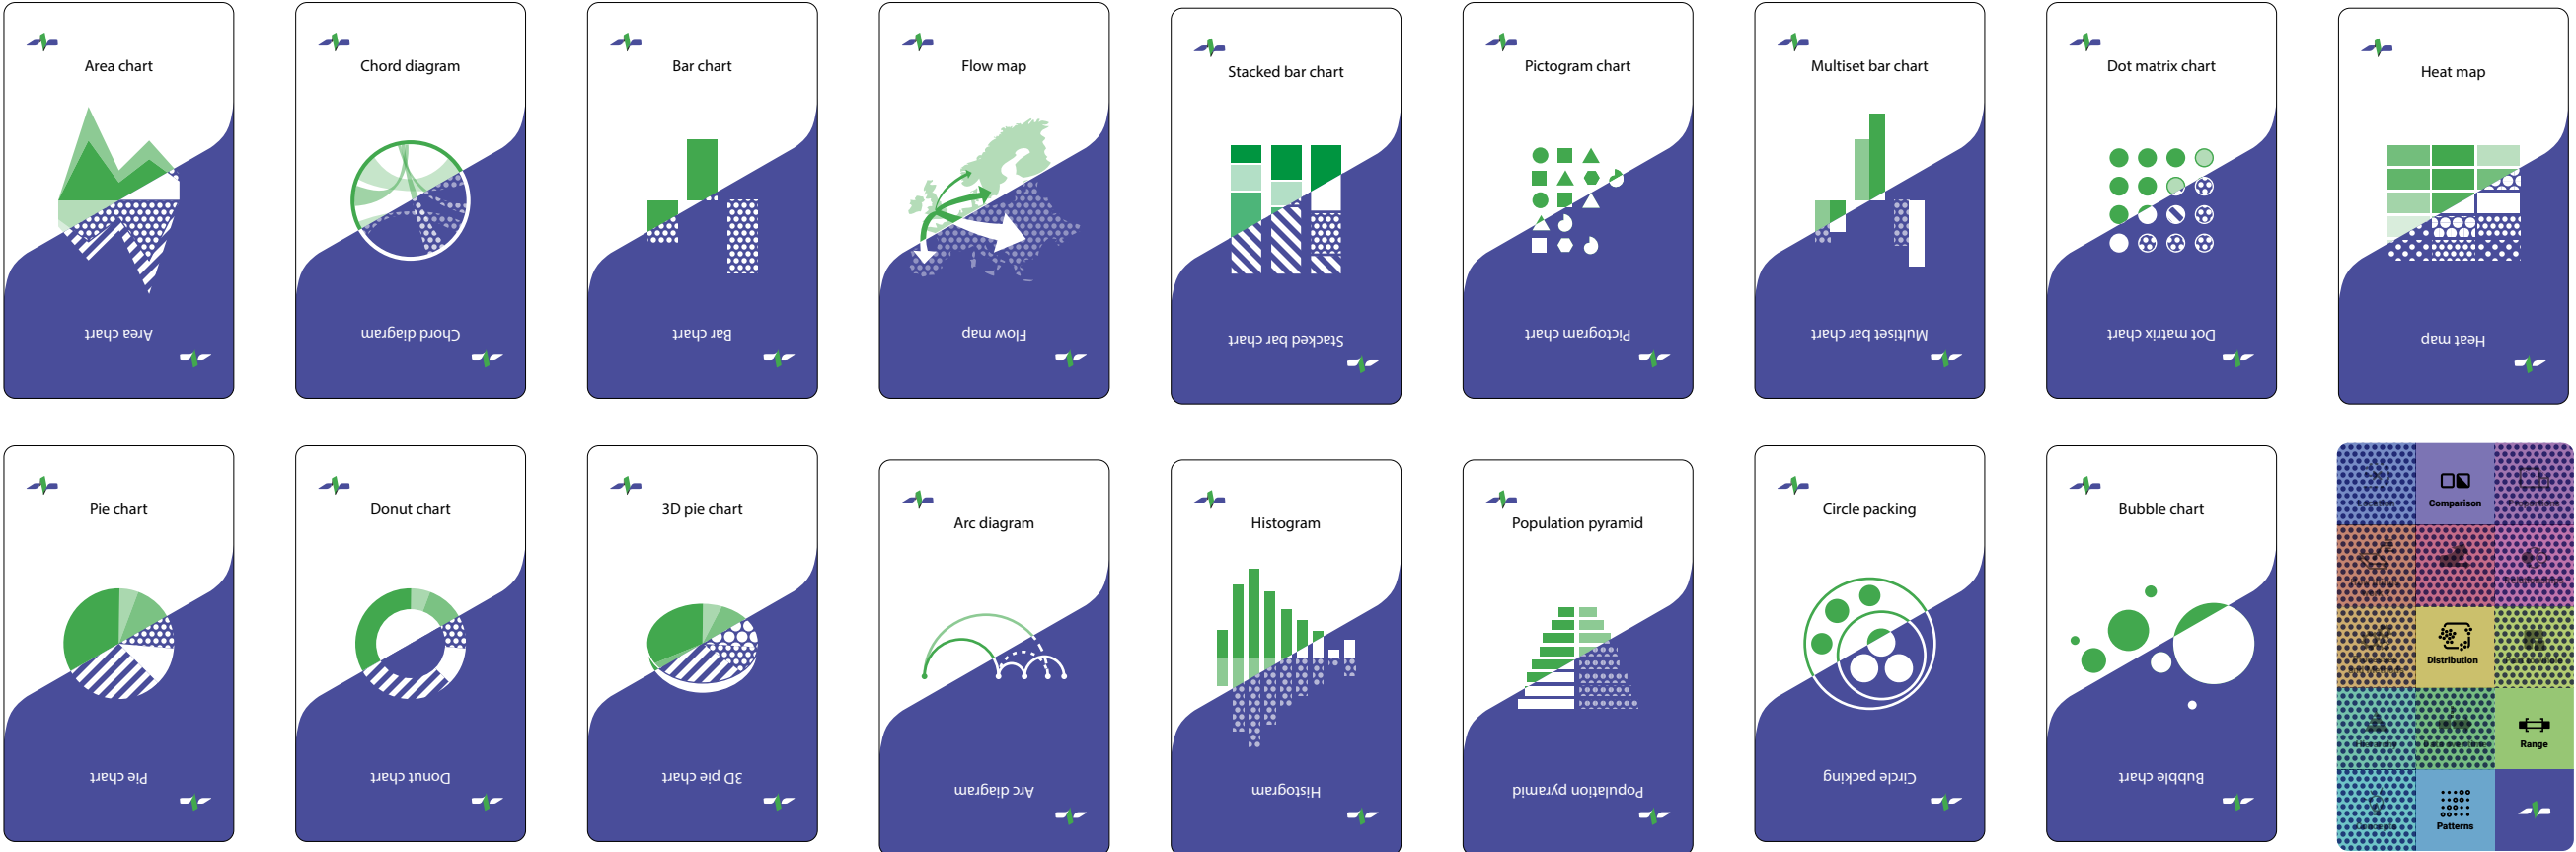 Area chart
Chord diagram
Bar chart
Flow map
Stacked bar chart
Pictogram chart
Multiset bar chart
Dot matrix chart
Heat map
Area chart
Chord diagram
Bar chart
Flow map
Stacked bar chart
Pictogram chart
Multiset bar chart
Dot matrix chart
Heat map
Pie chart
Donut chart
3D pie chart
Arc diagram
Histogram
Population pyramid
Circle packing
Bubble chart
Comparison
Distribution
Range
Pie chart
Donut chart
3D pie chart
Arc diagram
Histogram
Population pyramid
Circle packing
Bubble chart
Patterns